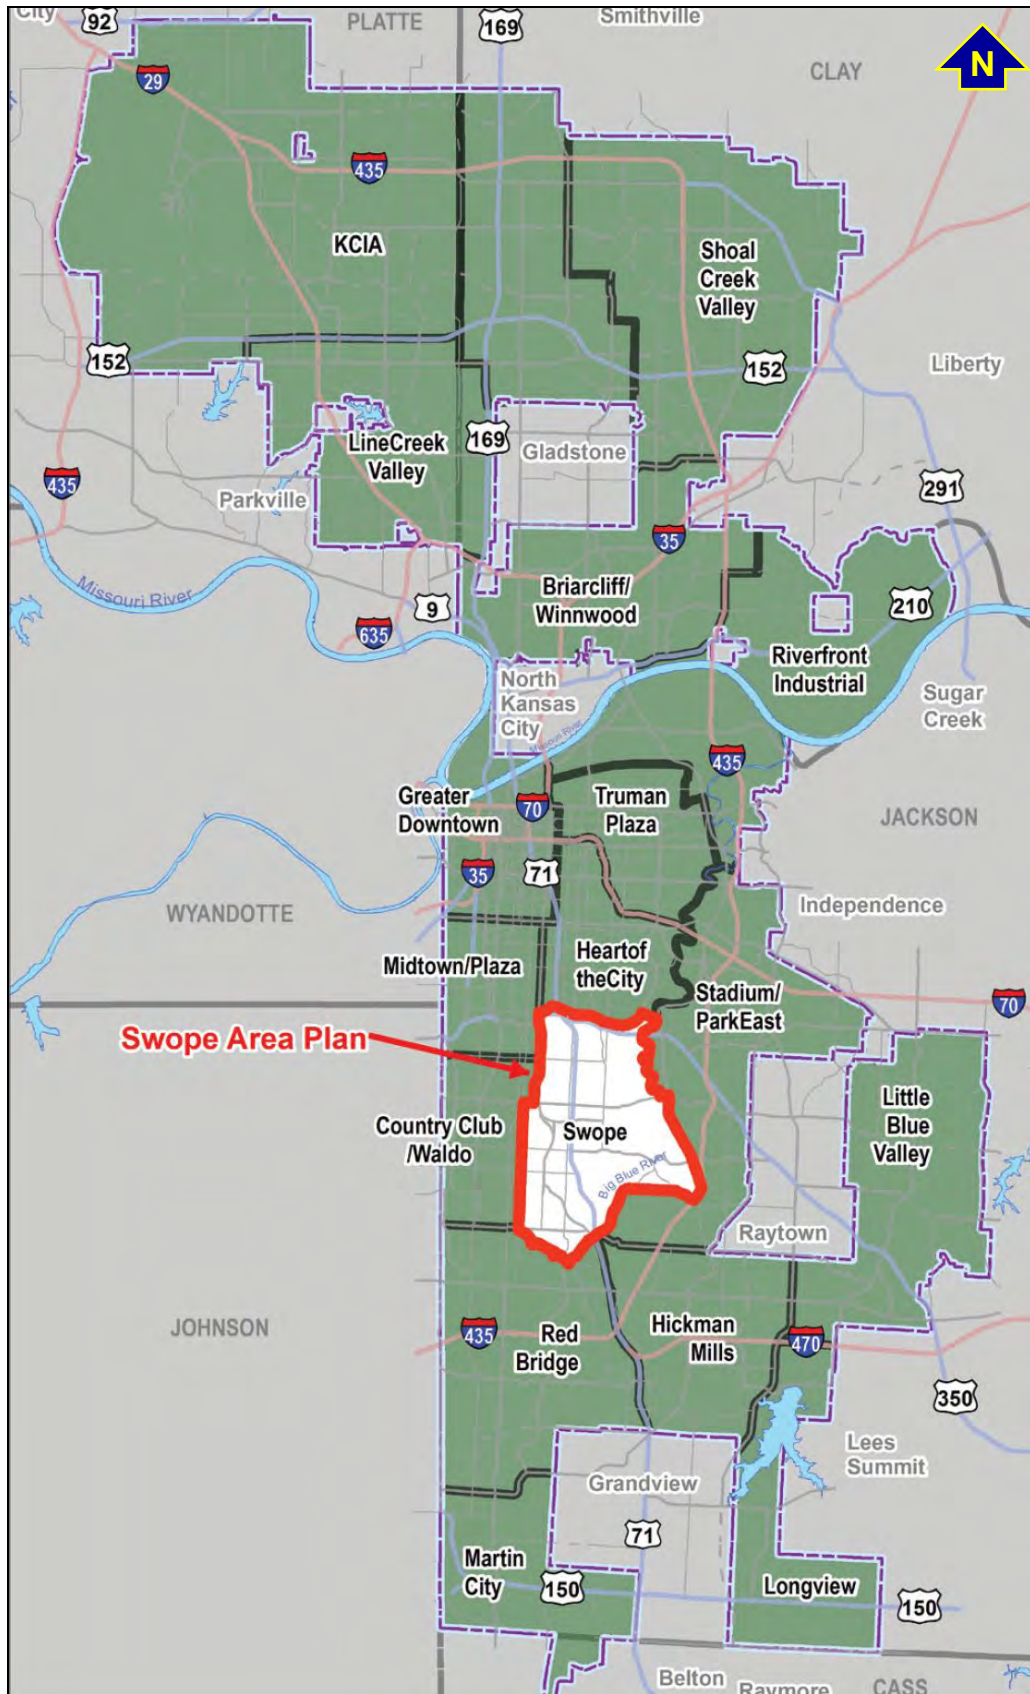 City
92
PLATTE
169
Smithville
N
CLAY
29
435
KCIA
Shoal
Creek
Valley
152
152
Liberty
169
LineCreek
Valley
Gladstone
435
Parkville
291
35
Missouri River
9
Briarcliff/
Winnwood
210
635
Riverfront
Industrial
North
Kansas
City
Sugar
Creek
Missouri River
435
Greater
Downtown
70
Truman
Plaza
JACKSON
35
71
WYANDOTTE
Independence
Midtown/Plaza
Heartof
theCity
Stadium/
ParkEast
70
Swope Area Plan
Little
Blue
Valley
Country Club
/Waldo
Swope
Big Blue River
Raytown
JOHNSON
435
Red
Bridge
Hickman
Mills
470
350
Lees
Summit
Grandview
71
Martin
City
150
Longview
150
Belton
Raymore
CASS